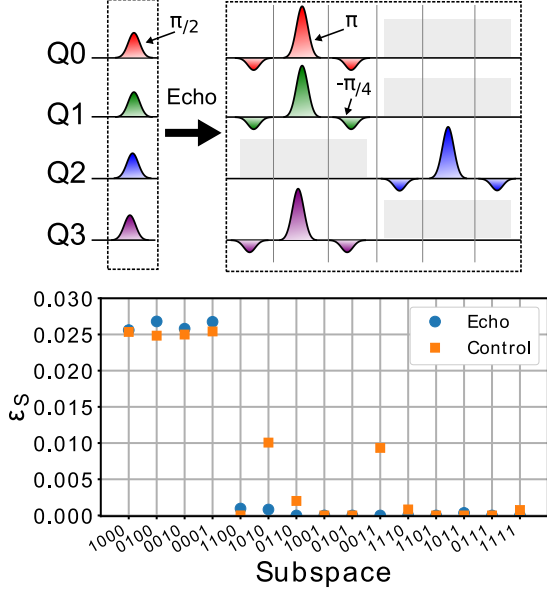 π/2
π
Q0
Echo
-π/4
Q1
Q2
Q3
0.030
0.025
0.020
0.015
0.010
0.005
0.000
εS
Echo
Control
1000
0100
0010
0001
1100
1010
0110
1001
0101
0011
1110
1101
1011
0111
1111
Subspace